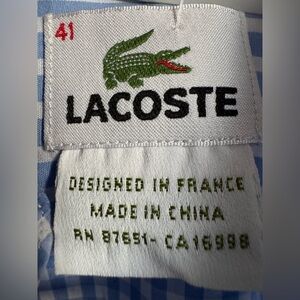 41
LACOSTE
DESIGNED IN FRANCE
MADE IN CHINA
RN 87651- CA16998